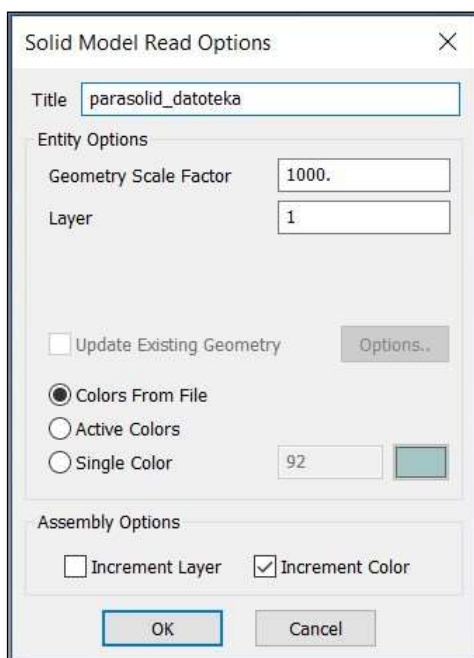 Solid Model Read Options
Title parasolid_datoteka
Entity Options
Geometry Scale Factor 1000.
Layer 1
Update Existing Geometry Options..
Colors From File
Active Colors
Single Color 92
Assembly Options
Increment Layer Increment Color
OK Cancel